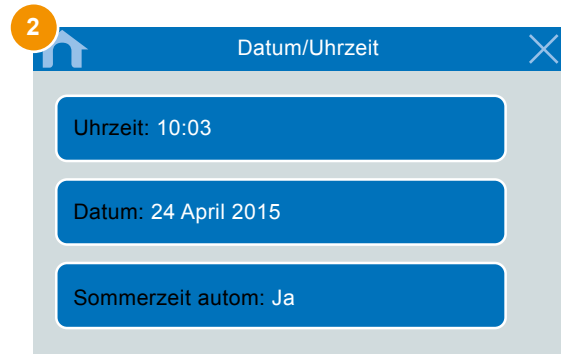 2
Datum/Uhrzeit
Uhrzeit: 10:03
Datum: 24 April 2015
Sommerzeit autom: Ja